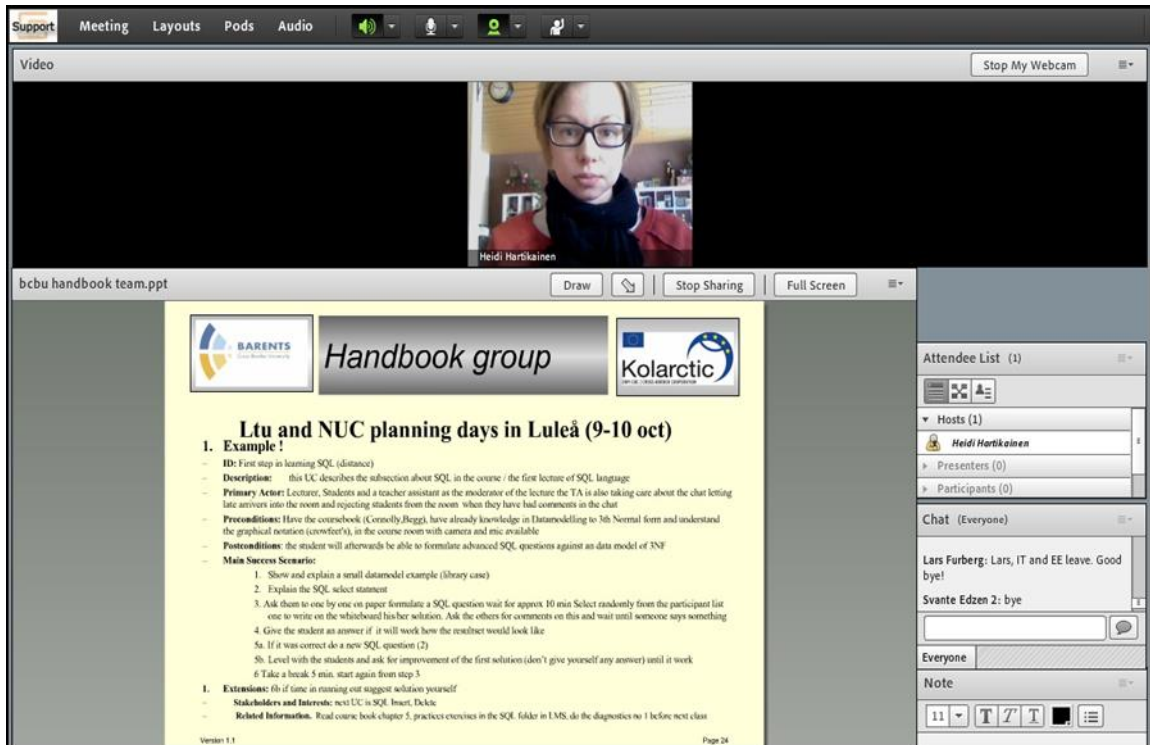 Support Meeting Layouts Pods Audio
Video
Stop My Webcam
Heidi Hartikainen
bcbu handbook team.ppt
Draw
Stop Sharing
Full Screen
BARENTS
Cross Border University
Handbook group
Kolarctic
Ltu and NUC planning days in Luleå (9-10 oct)
1. Example !
– ID: First step in learning SQL (distance)
– Description: this UC describes the subsection about SQL in the course / the first lecture of SQL language
– Primary Actor: Lecturer, Students and a teacher assistant as the moderator of the lecture the TA is also taking care about the chat letting
late arrivers into the room and rejecting students from the room when they have bad comments in the chat
– Preconditions: Have the coursebook (Connolly,Begg), have already knowledge in Datamodelling to 3th Normal form and understand
the graphical notation (crowfeet's), in the course room with camera and mic available
– Postconditions: the student will afterwards be able to formulate advanced SQL questions against an data model of 3NF
– Main Success Scenario:
1. Show and explain a small datamodel example (library case)
2. Explain the SQL select statment
3. Ask them to one by one on paper formulate a SQL question wait for approx 10 min Select randomly from the participant list
one to write on the whiteboard his/her solution. Ask the others for comments on this and wait until someone says something
4. Give the student an answer if it will work how the resultset would look like
5a. If it was correct do a new SQL question (2)
5b. Level with the students and ask for improvement of the first solution (don't give yourself any answer) until it work
6 Take a break 5 min. start again from step 3
1. Extensions: 6b if time in running out suggest solution yourself
– Stakeholders and Interests: next UC is SQL Insert, Delete
– Related Information. Read course book chapter 5, practices exercises in the SQL folder in LMS, do the diagnostics no 1 before next class
Version 1.1
Page 24
Attendee List (1)
Hosts (1)
Heidi Hartikainen
Presenters (0)
Participants (0)
Chat (Everyone)
Lars Furberg: Lars, IT and EE leave. Good
bye!
Svante Edzen 2: bye
Everyone
Note
11 T T T